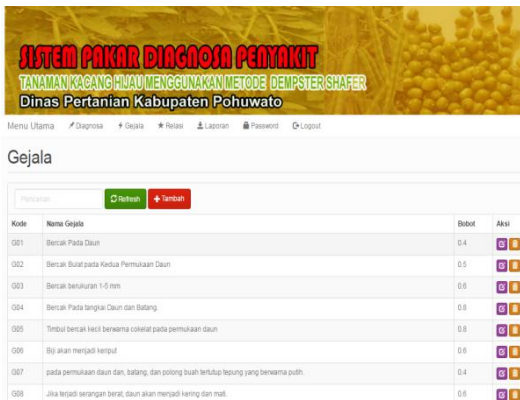 SISTEM PAKAR DIAGNOSA PENYAKIT
TANAMAN KACANG HIJAU MENGGUNAKAN METODE DEMPSTER SHAFER
Dinas Pertanian Kabupaten Pohuwato
Menu Utama Diagnosa Gejala Relasi Laporan Password Logout
Gejala
Pencarian Refresh Tambah
Kode Nama Gejala Bobot Aksi
G01 Bercak Pada Daun 0.4
G02 Bercak Bulat pada Kedua Permukaan Daun 0.5
G03 Bercak berukuran 1-5 mm 0.6
G04 Bercak Pada tangkai Daun dan Batang. 0.8
G05 Timbul bercak kecil berwarna cokelat pada permukaan daun 0.8
G06 Biji akan menjadi keriput 0.6
G07 pada permukaan daun dan, batang, dan polong buah tertutup tepung yang berwarna putih. 0.4
G08 Jika terjadi serangan berat, daun akan menjadi kering dan mati. 0.6